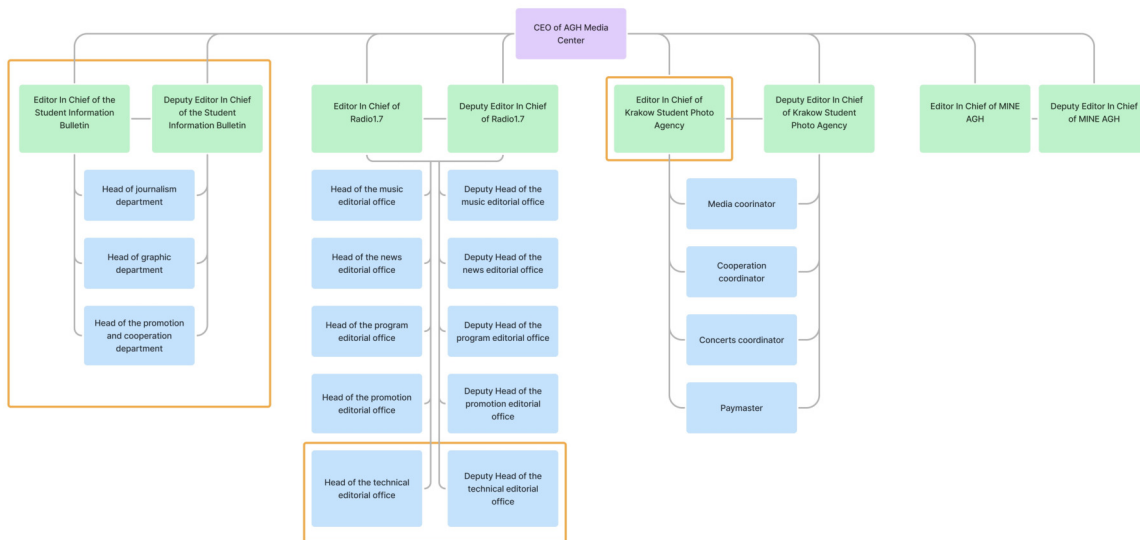 CEO of AGH Media
Center
Editor In Chief of the
Student Information
Bulletin
Deputy Editor In Chief
of the Student
Information Bulletin
Editor In Chief of
Radio1.7
Deputy Editor In Chief
of Radio1.7
Editor In Chief of
Krakow Student Photo
Agency
Deputy Editor In Chief
of Krakow Student
Photo Agency
Editor In Chief of MINE
AGH
Deputy Editor In Chief
of MINE AGH
Head of journalism
department
Head of graphic
department
Head of the promotion
and cooperation
department
Head of the music
editorial office
Deputy Head of the
music editorial office
Head of the news
editorial office
Deputy Head of the
news editorial office
Head of the program
editorial office
Deputy Head of the
program editorial office
Head of the promotion
editorial office
Deputy Head of the
promotion editorial
office
Head of the technical
editorial office
Deputy Head of the
technical editorial
office
Media coorinator
Cooperation
coordinator
Concerts coordinator
Paymaster